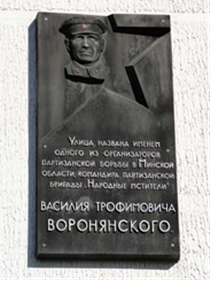 Улица названа именем
одного из организаторов
партизанской борьбы в Минской
области, командира партизанской
бригады „Народные мстители"
ВАСИЛИЯ ТРОФИМОВИЧА
ВОРОНЯНСКОГО